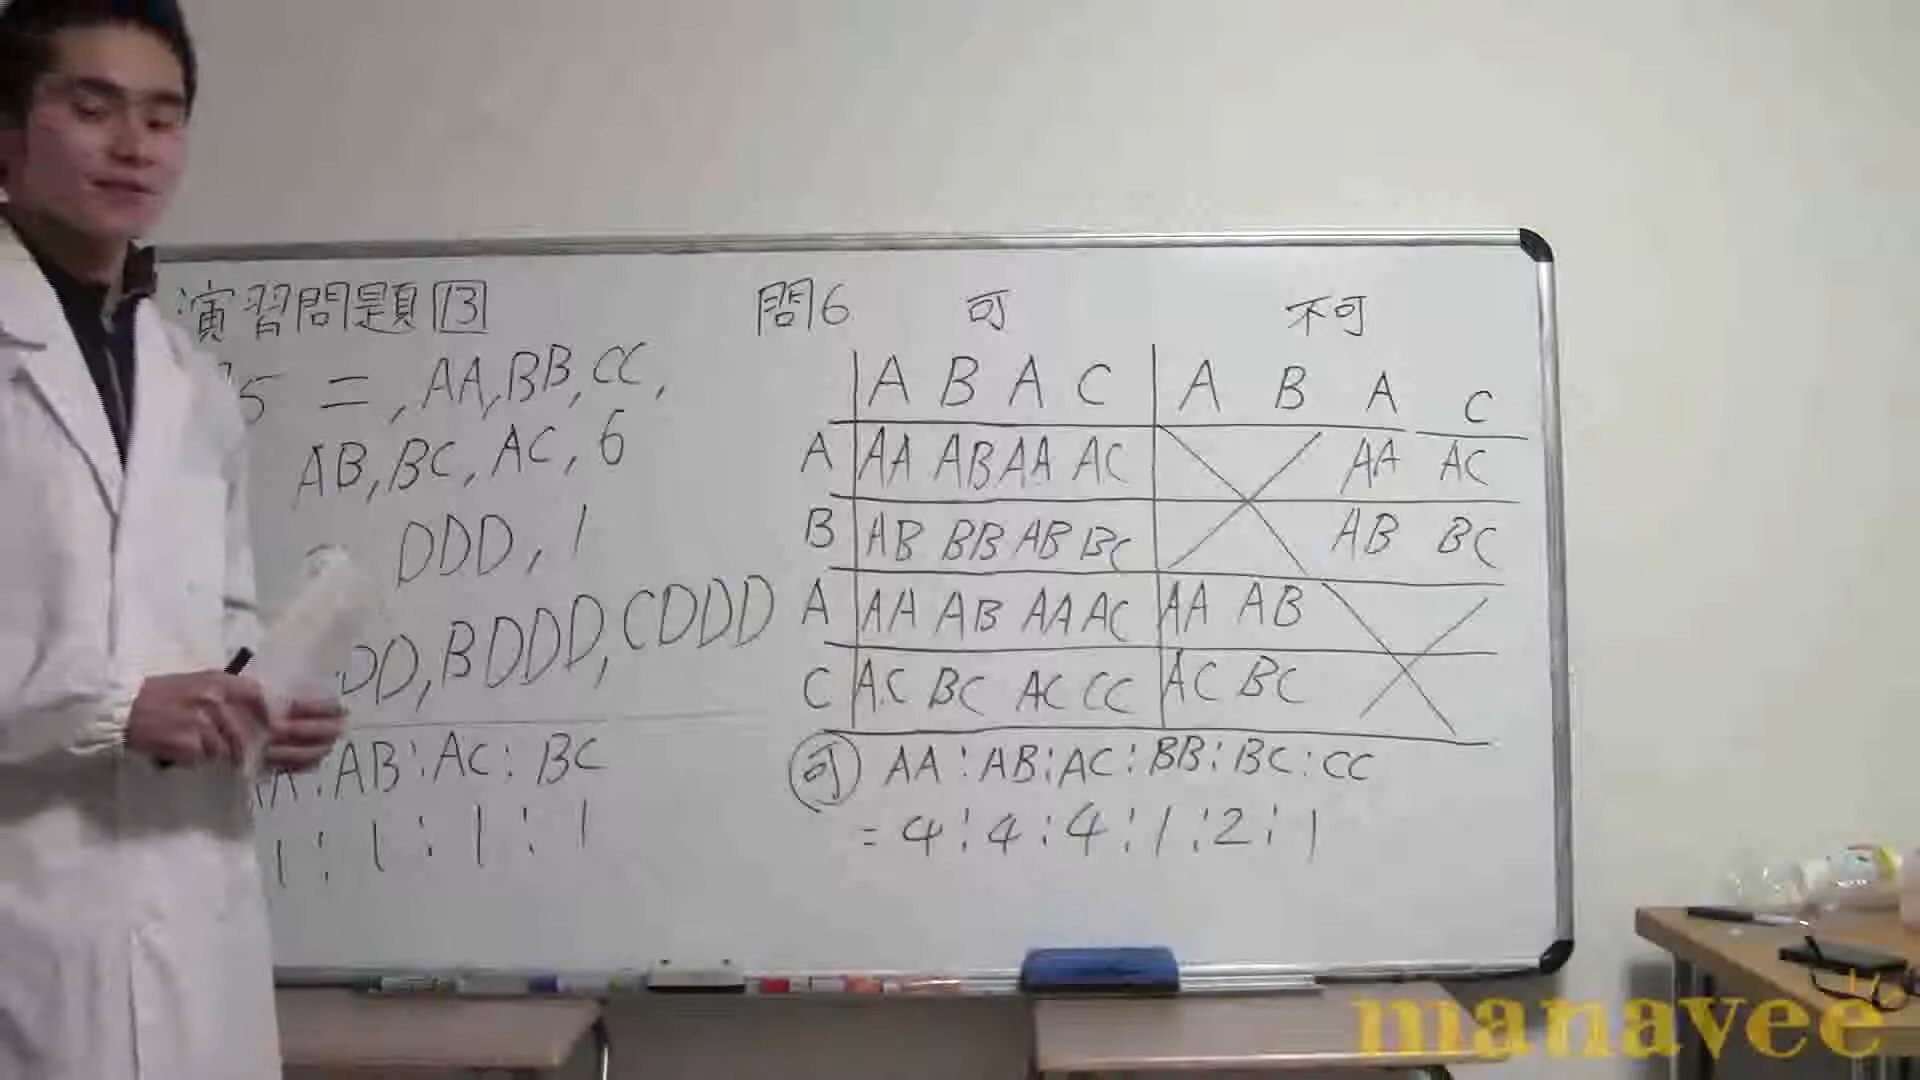 演習問題 13
5 二, AA, BB, CC,
AB, BC, AC, 6
DDD, 1
DD, BDDD, CDDD
AB : AC : BC
1 : 1 : 1 : 1
問6 可 不可
A B A C A B A C
A AA AB AA AC AA AC
B AB BB AB BC AB BC
A AA AB AA AC AA AB
C AC BC AC CC AC BC
可 AA : AB : AC : BB : BC : CC
= 4 : 4 : 4 : 1 : 2 : 1
manavee